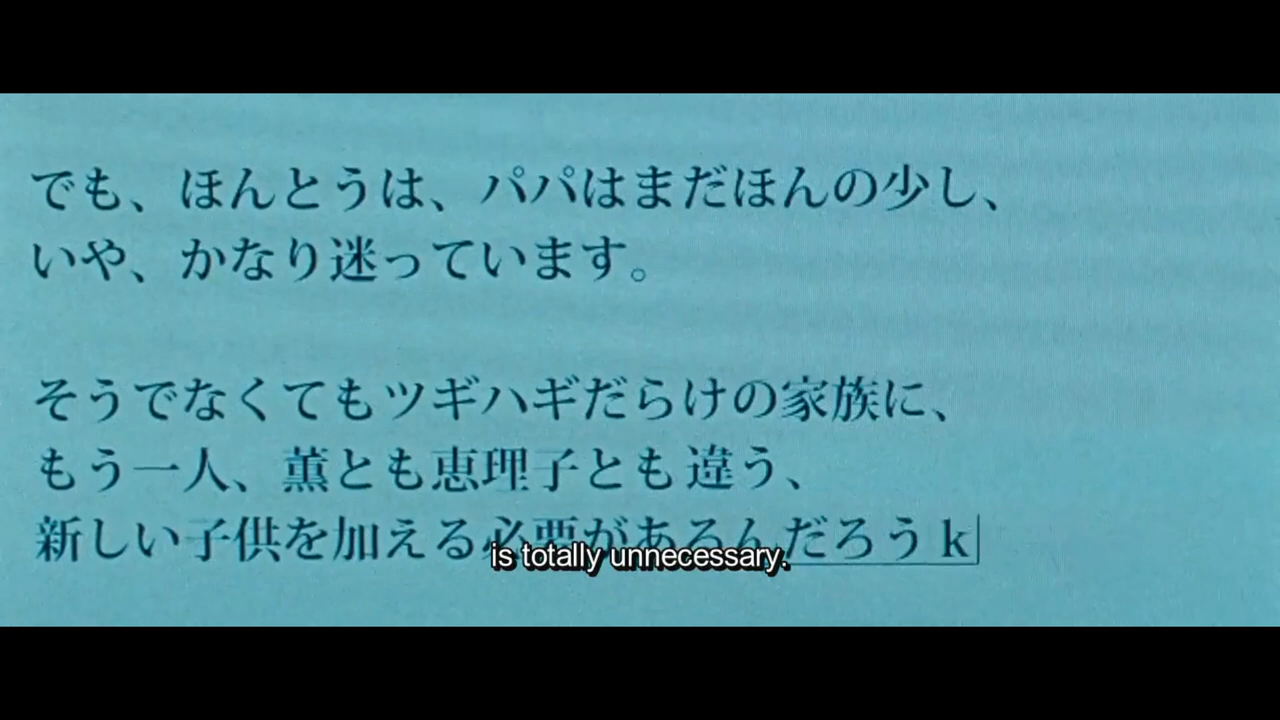 でも、ほんとうは、パパはまだほんの少し、
いや、かなり迷っています。
そうでなくてもツギハギだらけの家族に、
もう一人、薫とも恵理子とも違う、
新しい子供を加える必要があるんだろうk
is totally unnecessary.